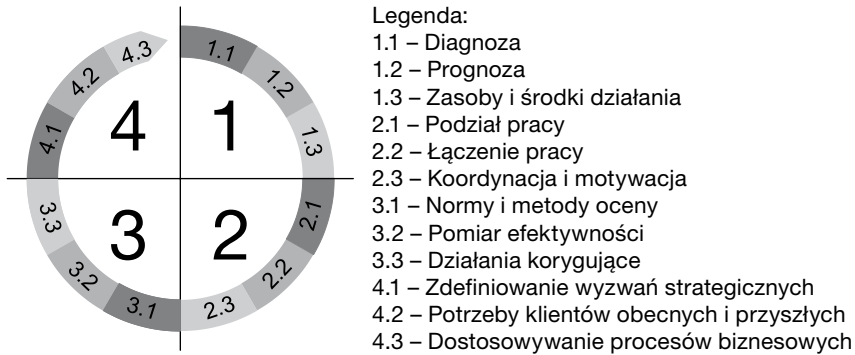 1.1
1.2
1.3
2.1
2.2
2.3
3.1
3.2
3.3
4.1
4.2
4.3
4 1
3 2
Legenda:
1.1 – Diagnoza
1.2 – Prognoza
1.3 – Zasoby i środki działania
2.1 – Podział pracy
2.2 – Łączenie pracy
2.3 – Koordynacja i motywacja
3.1 – Normy i metody oceny
3.2 – Pomiar efektywności
3.3 – Działania korygujące
4.1 – Zdefiniowanie wyzwań strategicznych
4.2 – Potrzeby klientów obecnych i przyszłych
4.3 – Dostosowywanie procesów biznesowych